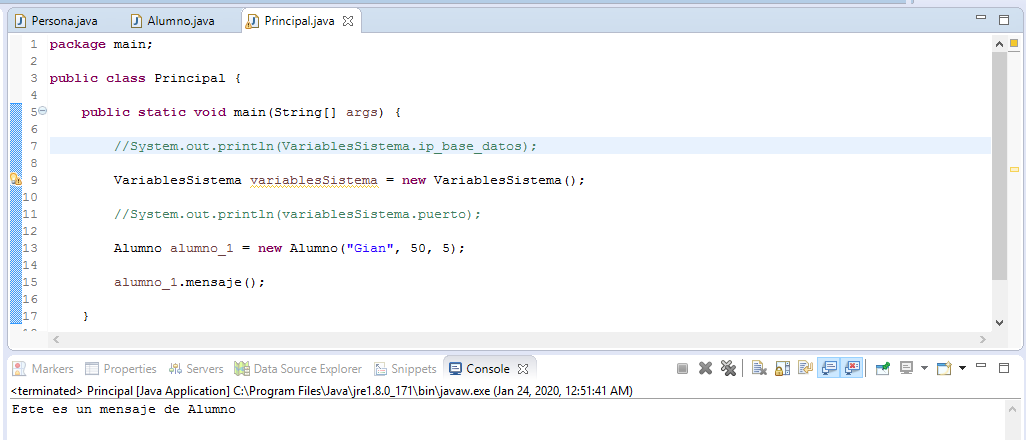 Persona.java Alumno.java Principal.java
1 package main;
2
3 public class Principal {
4
5 public static void main(String[] args) {
6
7 //System.out.println(VariablesSistema.ip_base_datos);
8
9 VariablesSistema variablesSistema = new VariablesSistema();
10
11 //System.out.println(variablesSistema.puerto);
12
13 Alumno alumno_1 = new Alumno("Gian", 50, 5);
14
15 alumno_1.mensaje();
16
17 }
Markers Properties Servers Data Source Explorer Snippets Console
<terminated> Principal [Java Application] C:\Program Files\Java\jre1.8.0_171\bin\javaw.exe (Jan 24, 2020, 12:51:41 AM)
Este es un mensaje de Alumno